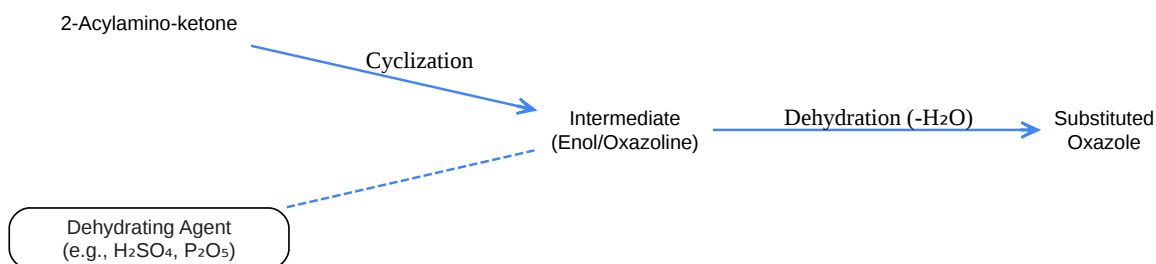 2-Acylamino-ketone
Cyclization
Intermediate
(Enol/Oxazoline)
Dehydration (-H₂O)
Substituted
Oxazole
Dehydrating Agent
(e.g., H₂SO₄, P₂O₅)